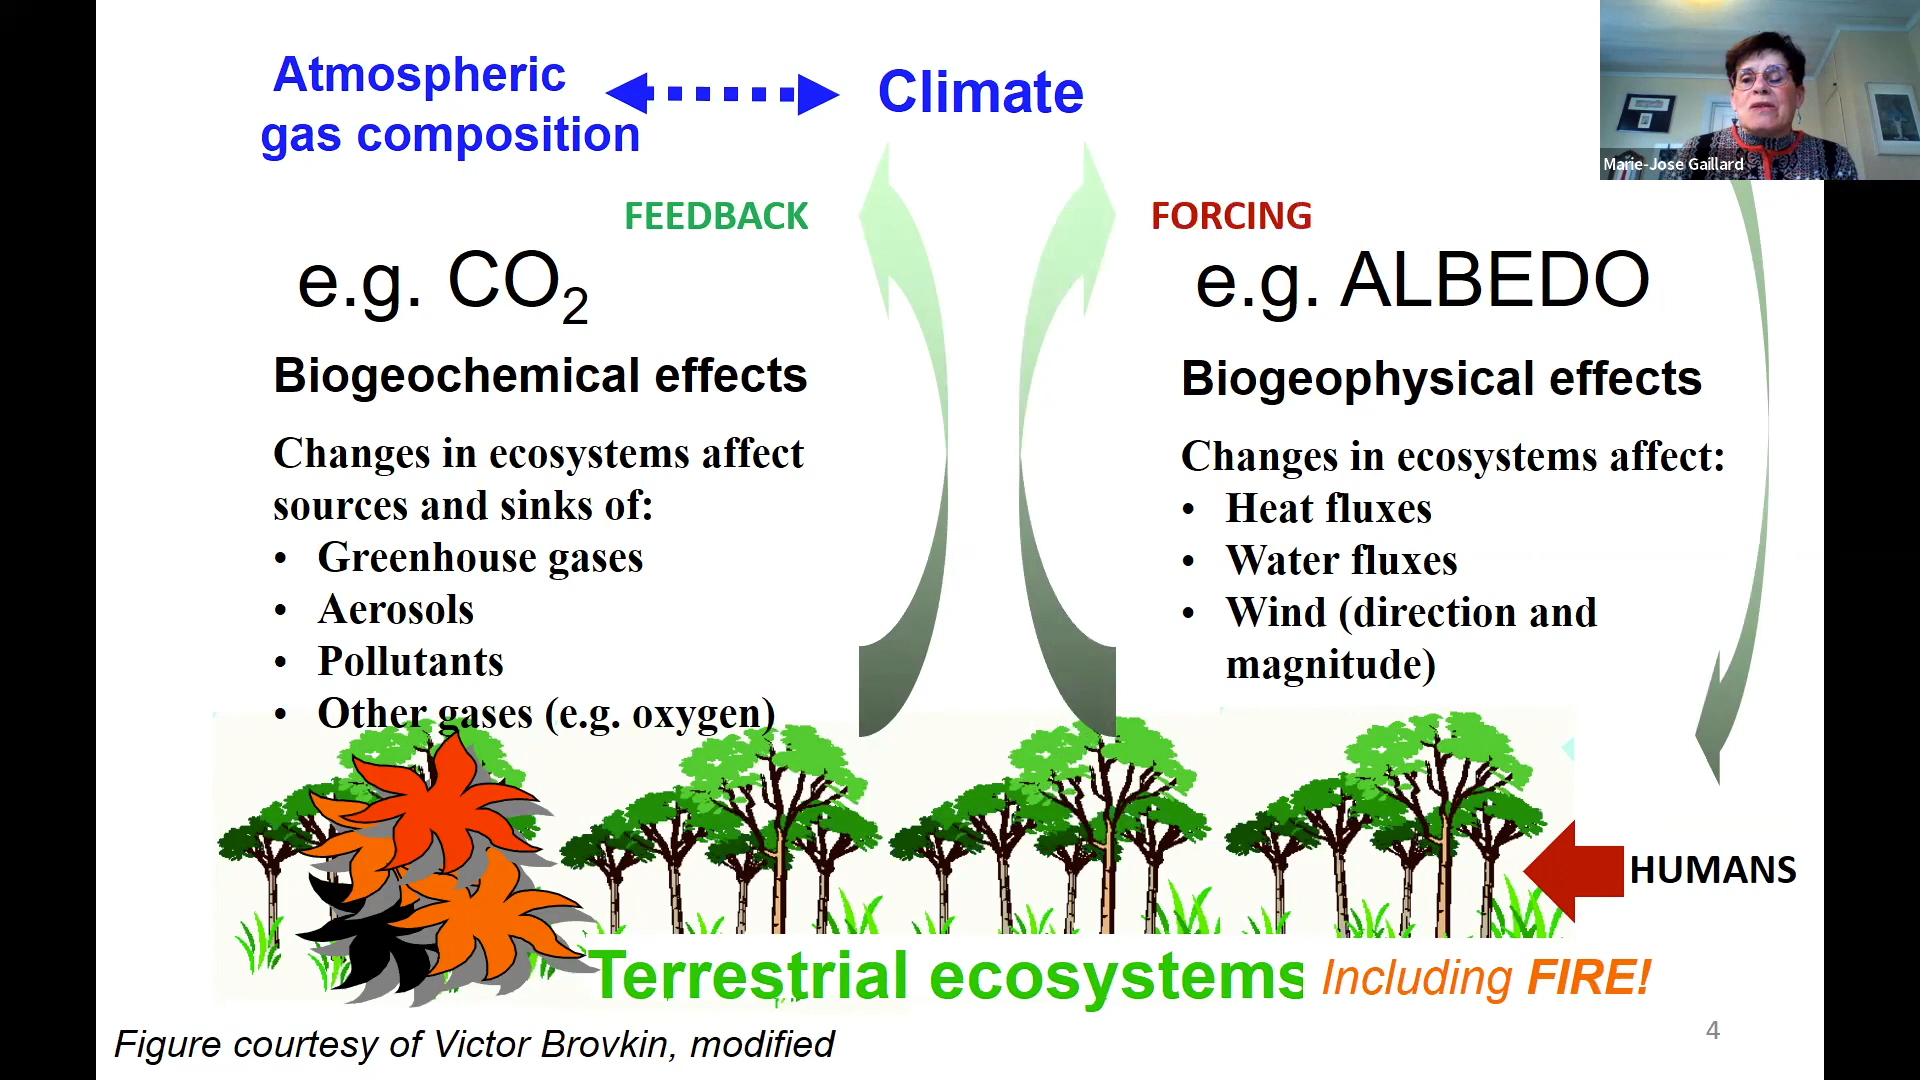 Atmospheric
gas composition
Climate
Marie-Jose Gaillard
FEEDBACK
FORCING
e.g. CO₂
e.g. ALBEDO
Biogeochemical effects
Changes in ecosystems affect
sources and sinks of:
• Greenhouse gases
• Aerosols
• Pollutants
• Other gases (e.g. oxygen)
Biogeophysical effects
Changes in ecosystems affect:
• Heat fluxes
• Water fluxes
• Wind (direction and
magnitude)
HUMANS
Terrestrial ecosystems Including FIRE!
Figure courtesy of Victor Brovkin, modified
4